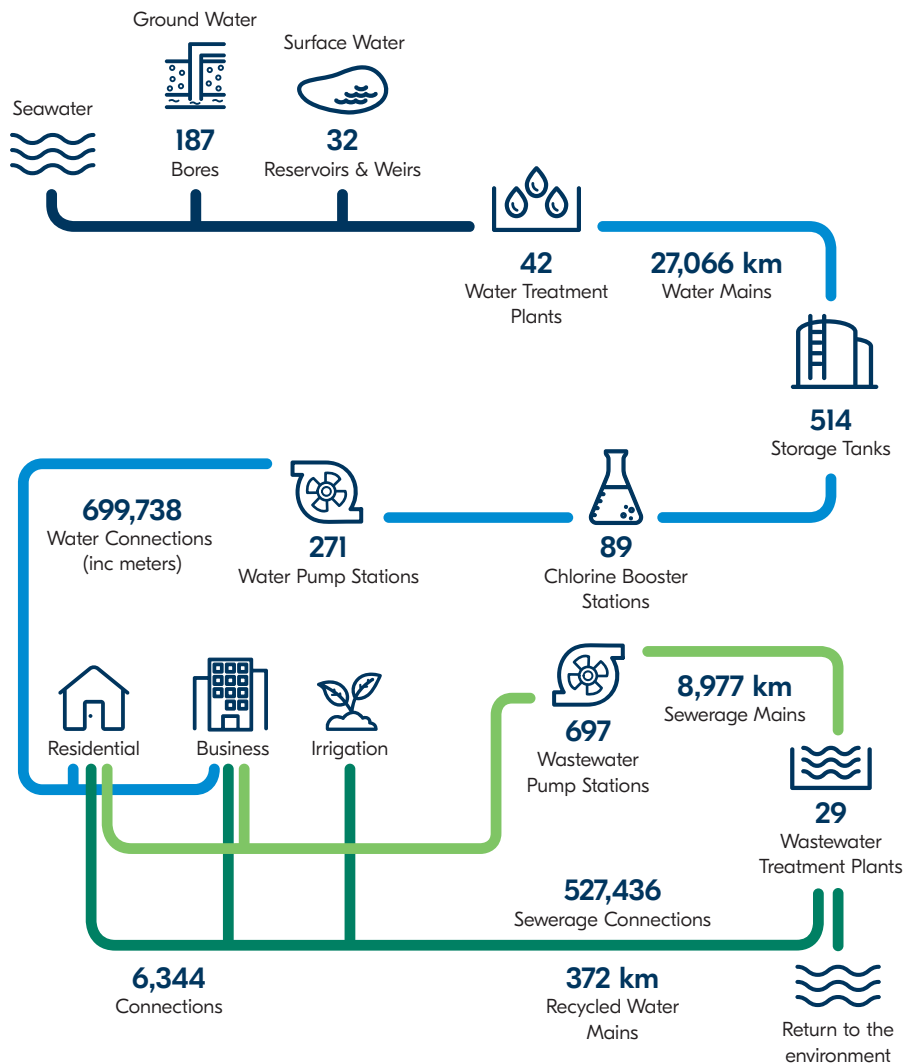 Ground Water
Surface Water
Seawater
187
Bores
32
Reservoirs & Weirs
42
Water Treatment
Plants
27,066 km
Water Mains
514
Storage Tanks
699,738
Water Connections
(inc meters)
271
Water Pump Stations
89
Chlorine Booster
Stations
Residential
Business
Irrigation
697
Wastewater
Pump Stations
8,977 km
Sewerage Mains
29
Wastewater
Treatment Plants
527,436
Sewerage Connections
6,344
Connections
372 km
Recycled Water
Mains
Return to the
environment